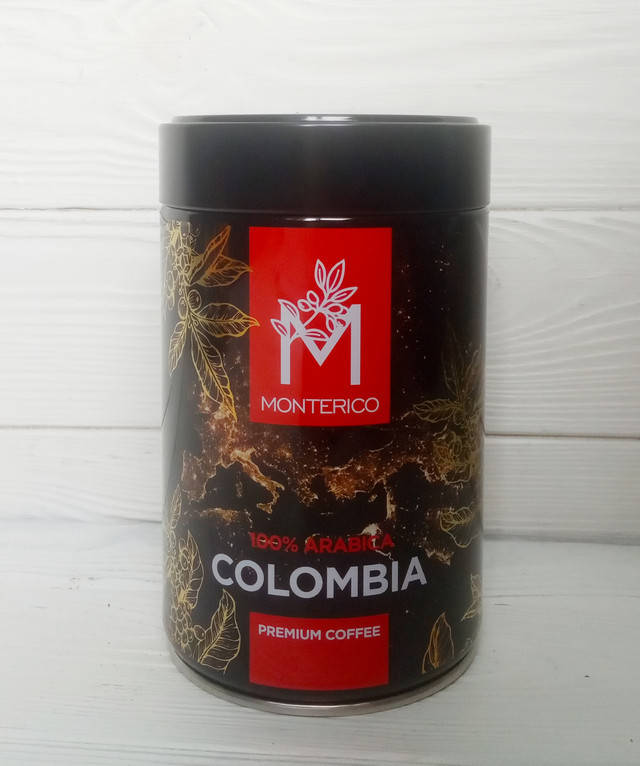 M
MONTERICO
100% ARABICA
COLOMBIA
PREMIUM COFFEE